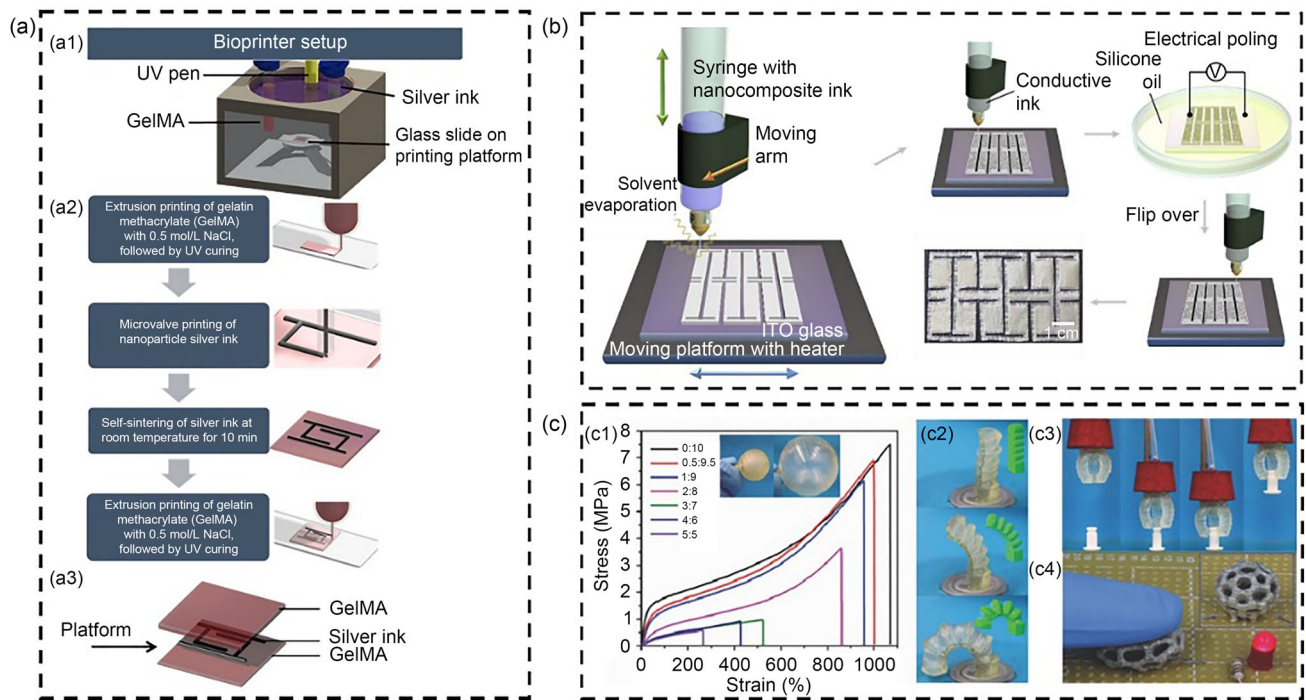 (a)
(a1)
Bioprinter setup
UV pen
Silver ink
GelMA
Glass slide on
printing platform
(a2)
Extrusion printing of gelatin
methacrylate (GelMA)
with 0.5 mol/L NaCl,
followed by UV curing
Microvalve printing of
nanoparticle silver ink
Self-sintering of silver ink at
room temperature for 10 min
Extrusion printing of gelatin
methacrylate (GelMA)
with 0.5 mol/L NaCl,
followed by UV curing
(a3)
GelMA
Platform
Silver ink
GelMA
(b)
Syringe with
nanocomposite ink
Moving
arm
Solvent
evaporation
ITO glass
Moving platform with heater
Conductive
ink
Electrical poling
Silicone
oil
V
Flip over
1 cm
(c)
(c1)
8
7
6
5
4
3
2
1
0
Stress (MPa)
0:10
0.5:9.5
1:9
2:8
3:7
4:6
5:5
0
200
400
600
800
1000
Strain (%)
(c2)
(c3)
(c4)